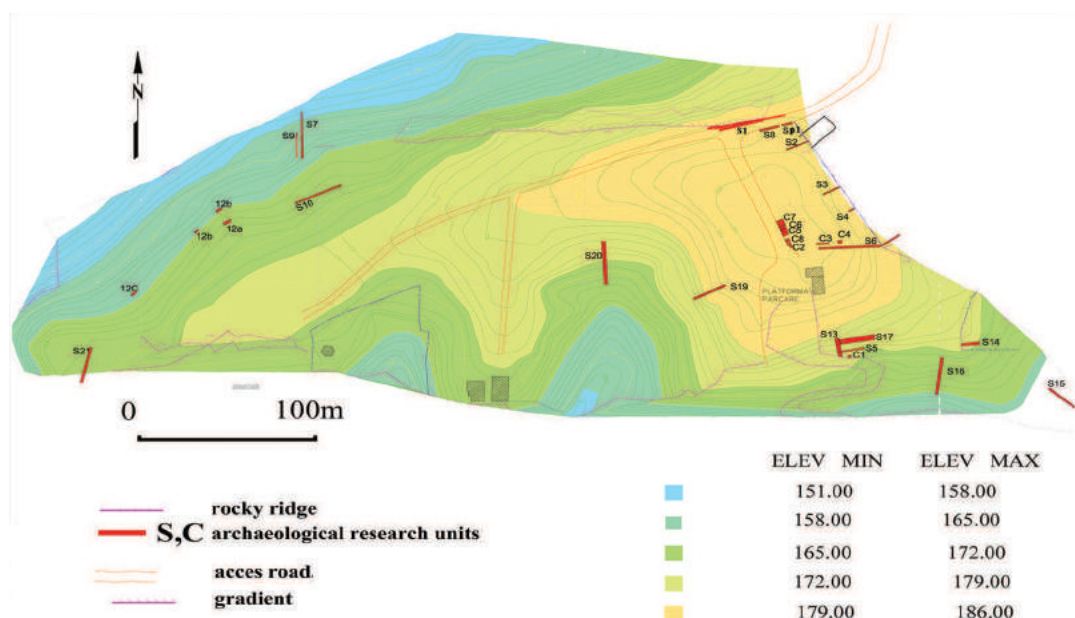 N
S7
S9
S10
12b
12a
12b
12C
S21
S1
S8
S2
S3
S4
C7
C6
C5
C8
C2
C3
C4
S6
S20
S19
PLATFORMA
PARCARE
S13
S17
S5
C1
S14
S16
S15
0 100m
ELEV MIN ELEV MAX
151.00 158.00
158.00 165.00
165.00 172.00
172.00 179.00
179.00 186.00
rocky ridge
S,C archaeological research units
acces road
gradient